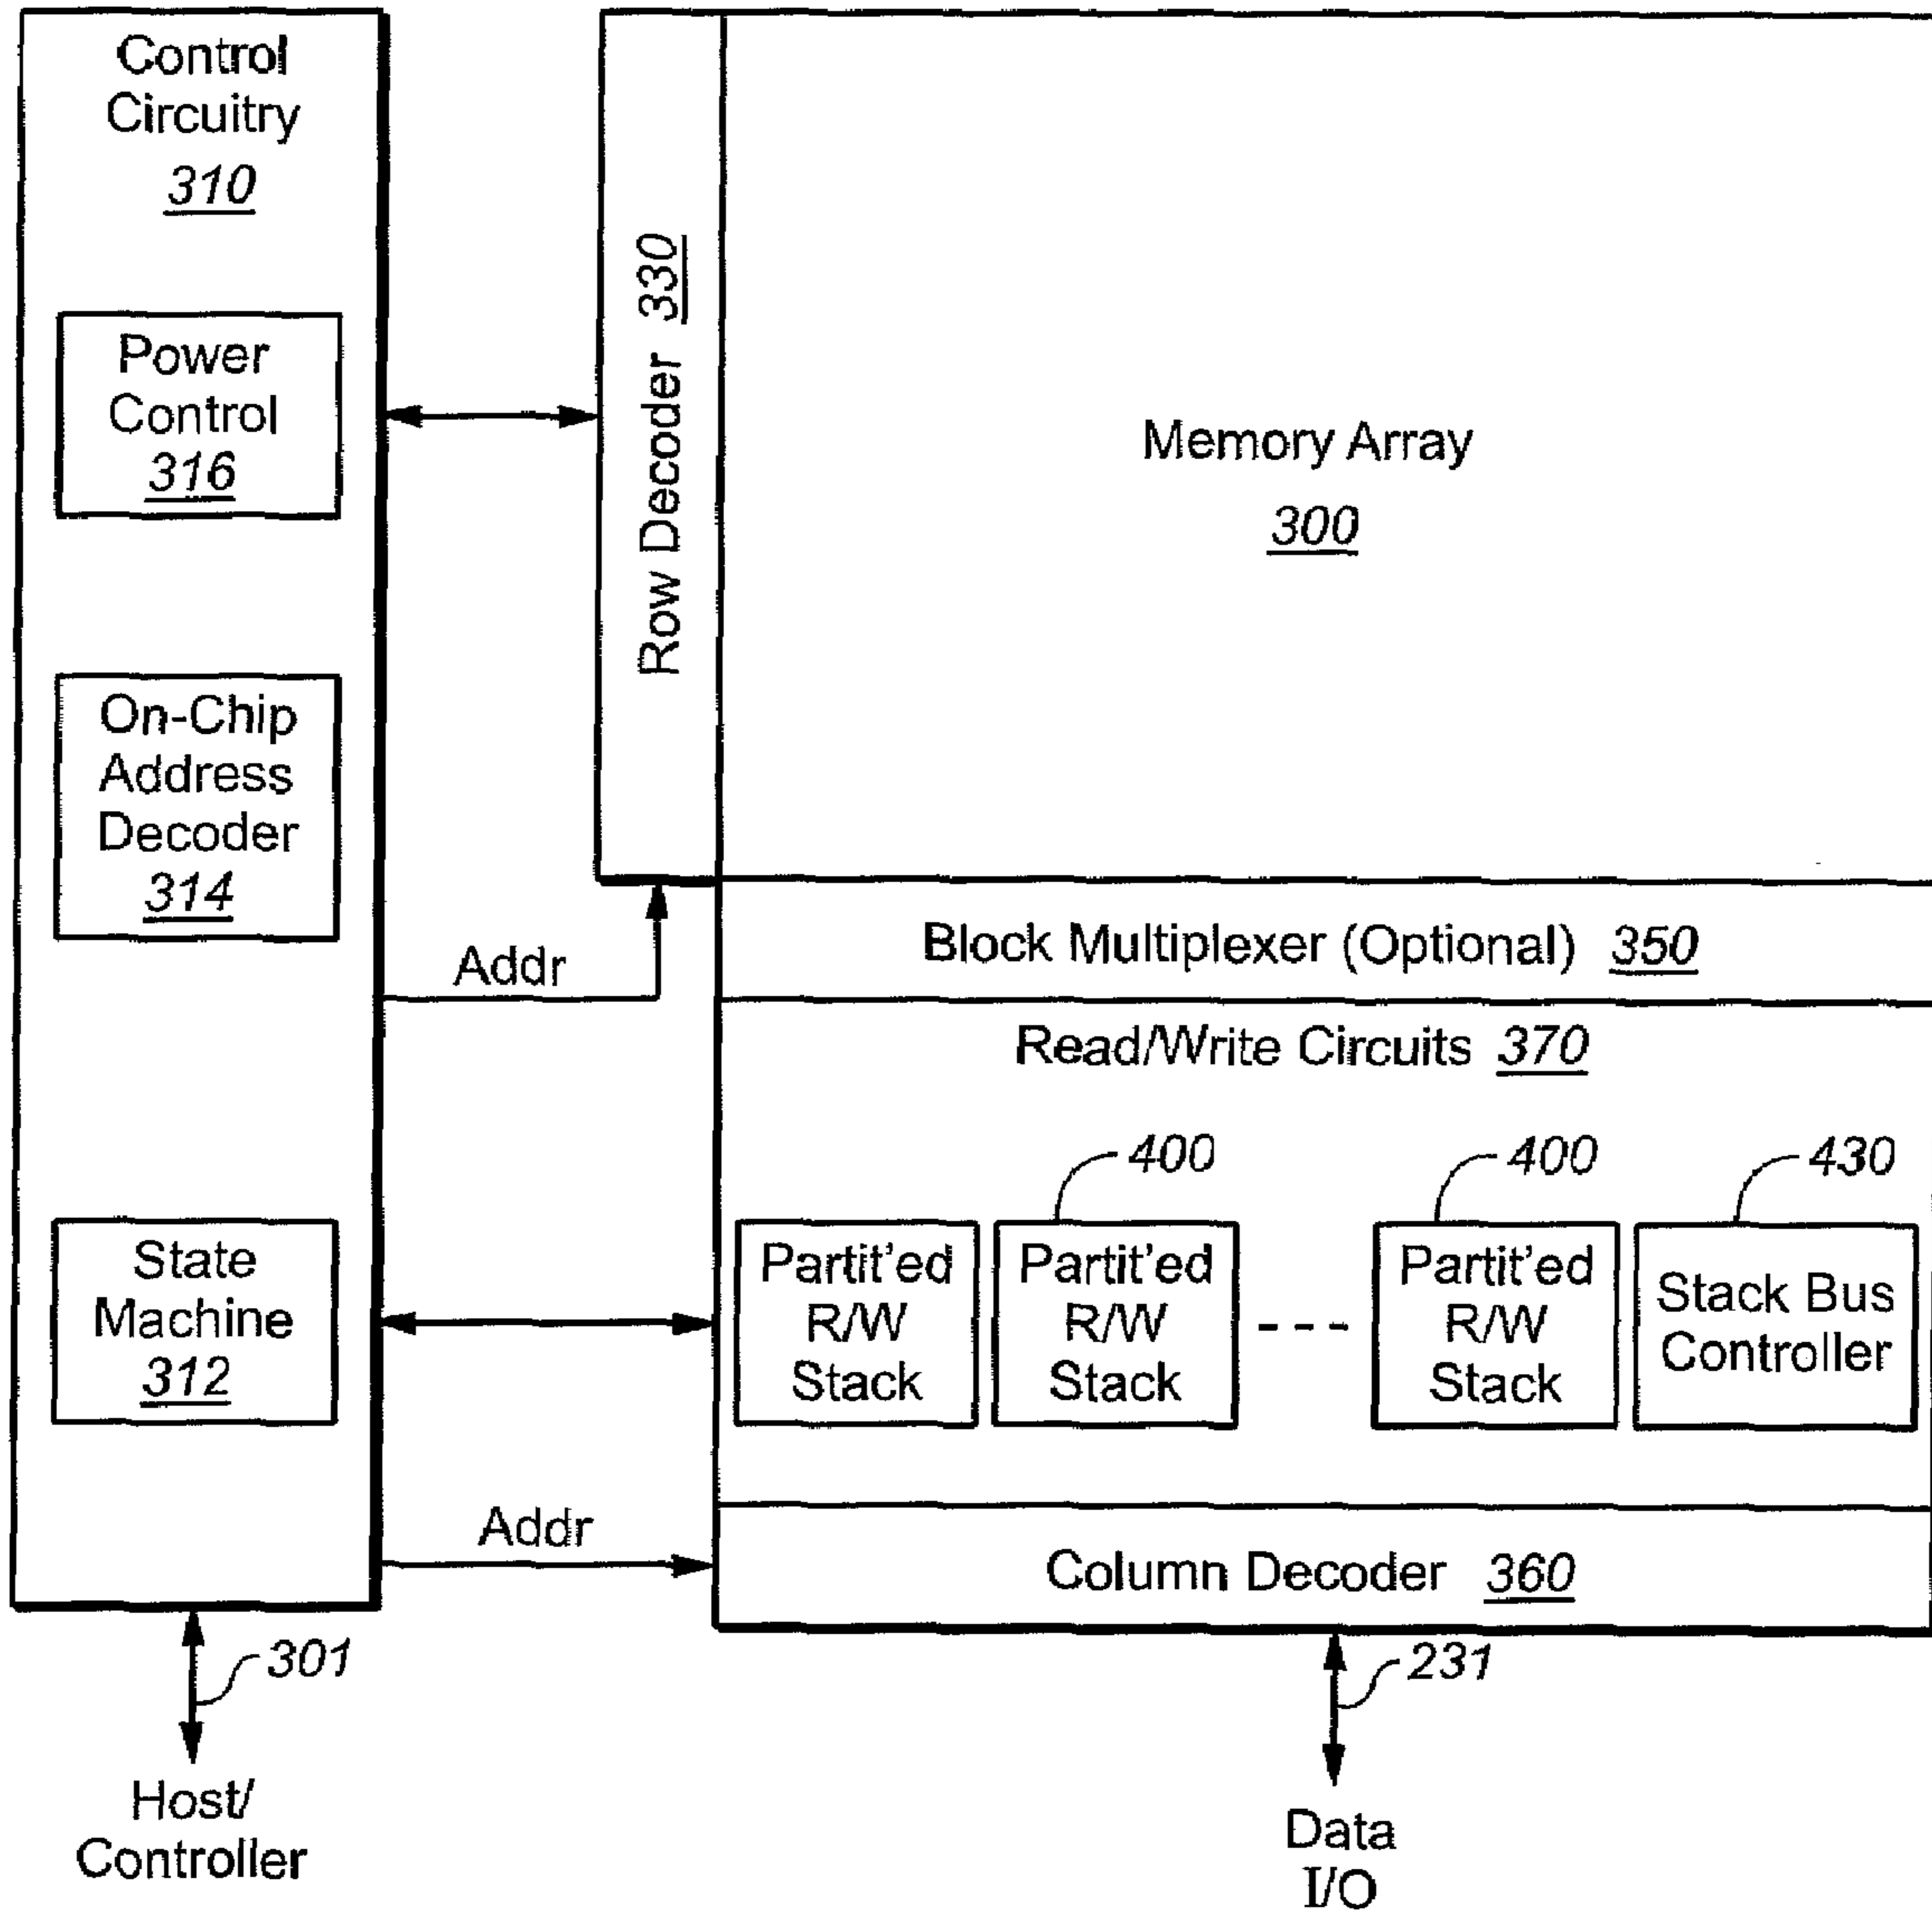 Control
Circuitry
310
Power
Control
316
On-Chip
Address
Decoder
314
State
Machine
312
Row Decoder 330
Memory Array
300
Addr
Block Multiplexer (Optional) 350
Read/Write Circuits 370
400
400
430
Partit'ed
R/W
Stack
Partit'ed
R/W
Stack
---
Partit'ed
R/W
Stack
Stack Bus
Controller
Addr
Column Decoder 360
301
231
Host/
Controller
Data
I/O